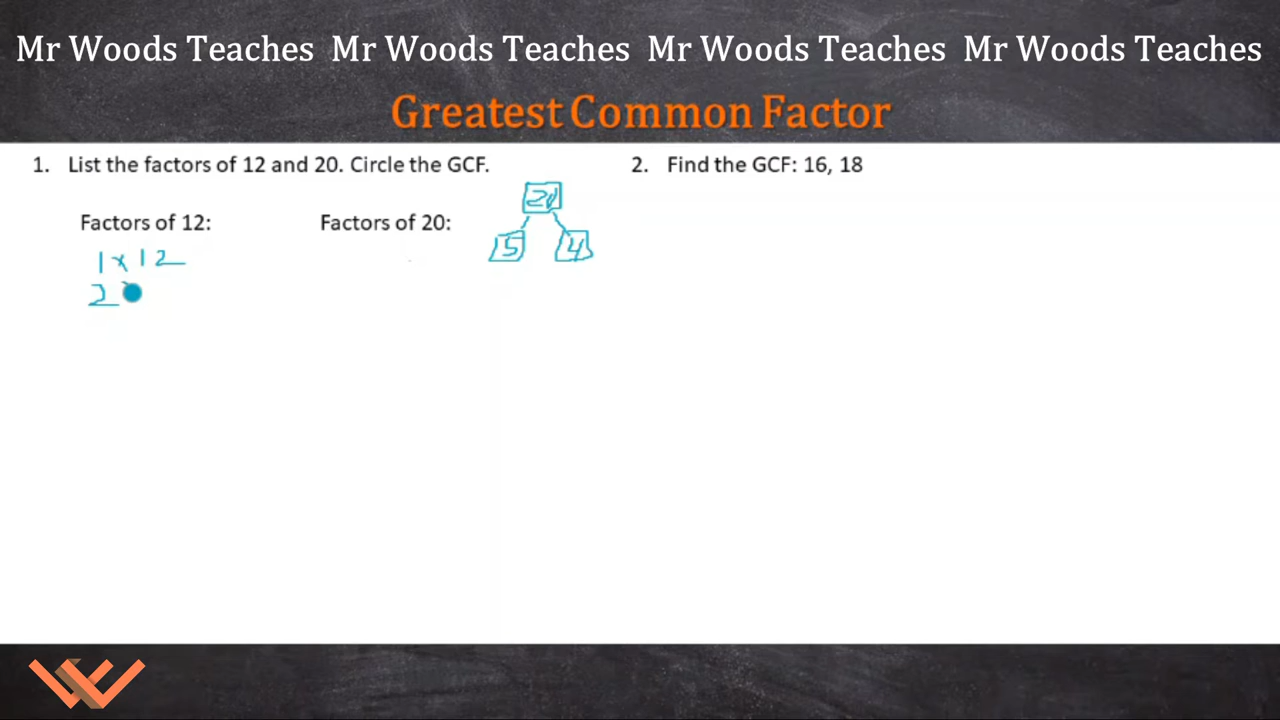 Mr Woods Teaches Mr Woods Teaches Mr Woods Teaches Mr Woods Teaches
Greatest Common Factor
1. List the factors of 12 and 20. Circle the GCF.
Factors of 12:
1 x 12
2
Factors of 20:
20
5 4
2. Find the GCF: 16, 18